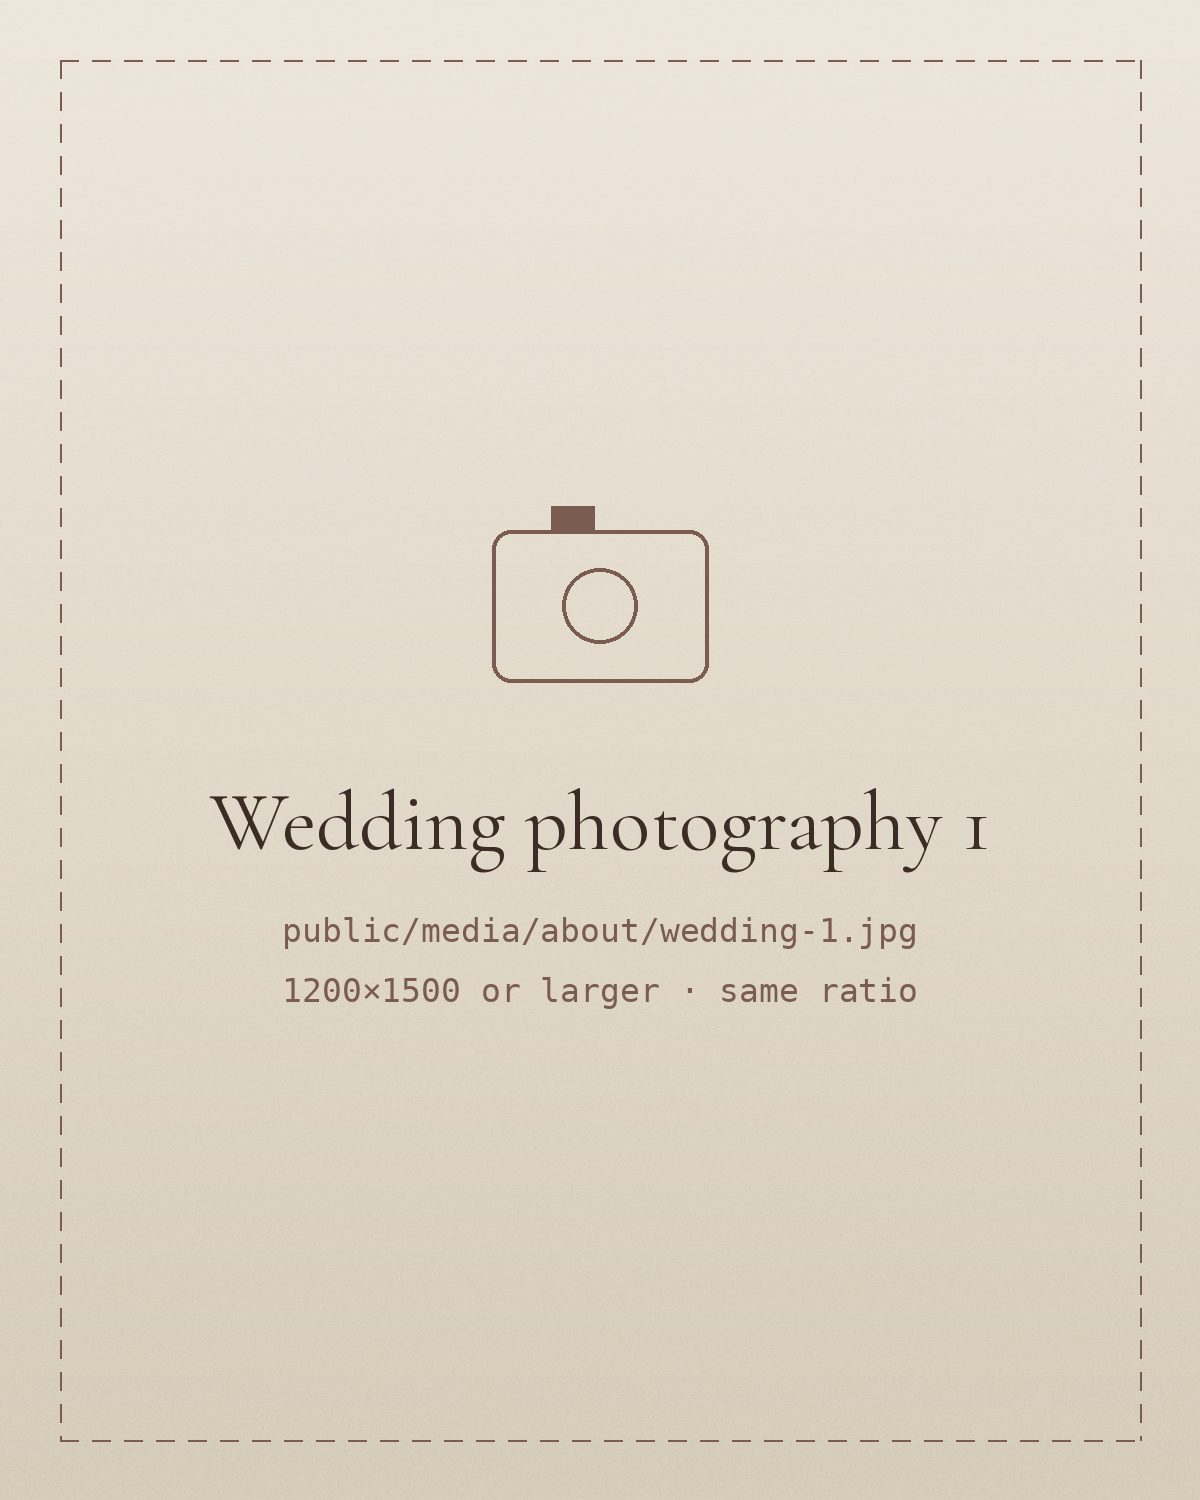 Wedding photography 1
public/media/about/wedding-1.jpg
1200×1500 or larger · same ratio